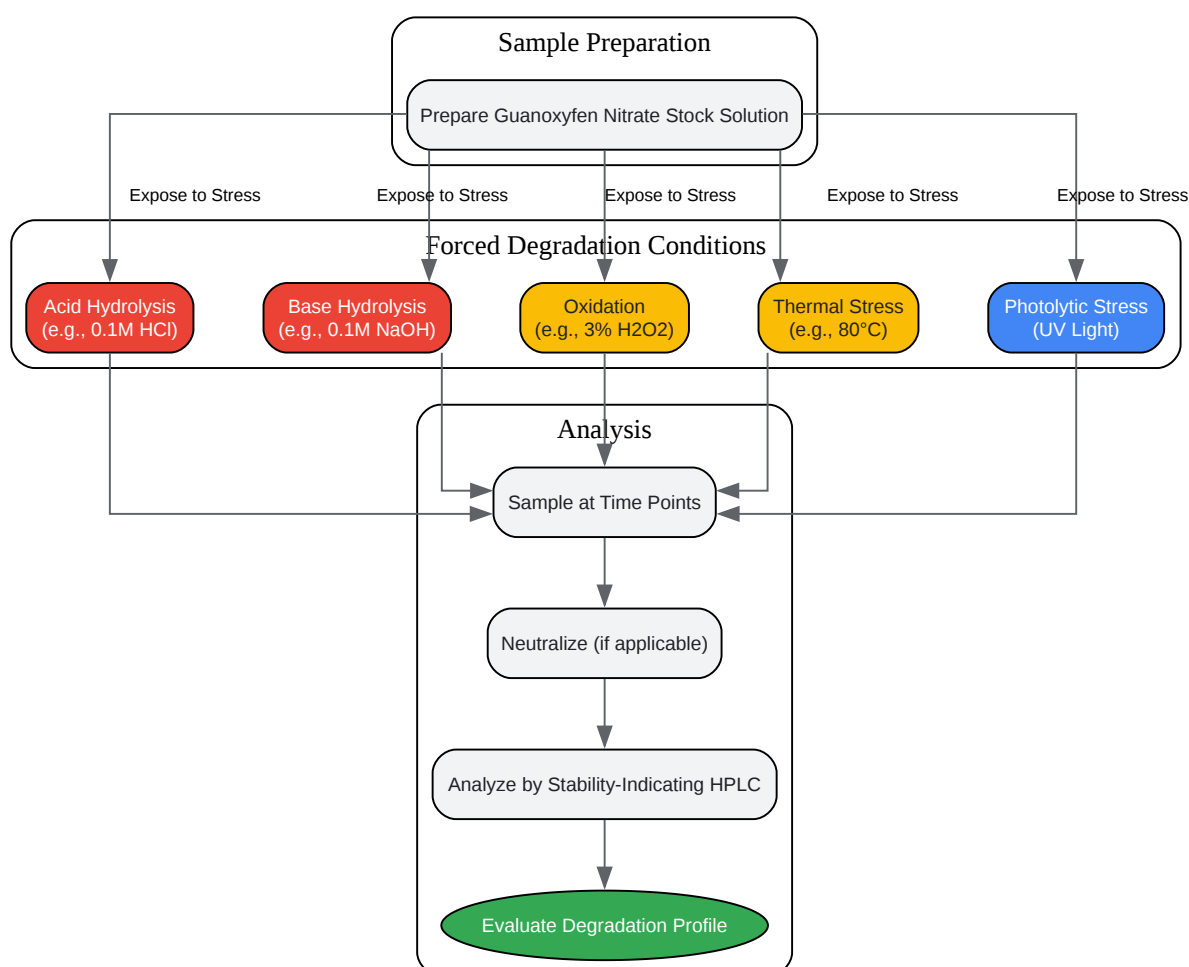 Sample Preparation
Prepare Guanoxyfen Nitrate Stock Solution
Expose to Stress
Expose to Stress
Expose to Stress
Expose to Stress
Expose to Stress
Forced Degradation Conditions
Acid Hydrolysis
(e.g., 0.1M HCl)
Base Hydrolysis
(e.g., 0.1M NaOH)
Oxidation
(e.g., 3% H2O2)
Thermal Stress
(e.g., 80°C)
Photolytic Stress
(UV Light)
Analysis
Sample at Time Points
Neutralize (if applicable)
Analyze by Stability-Indicating HPLC
Evaluate Degradation Profile